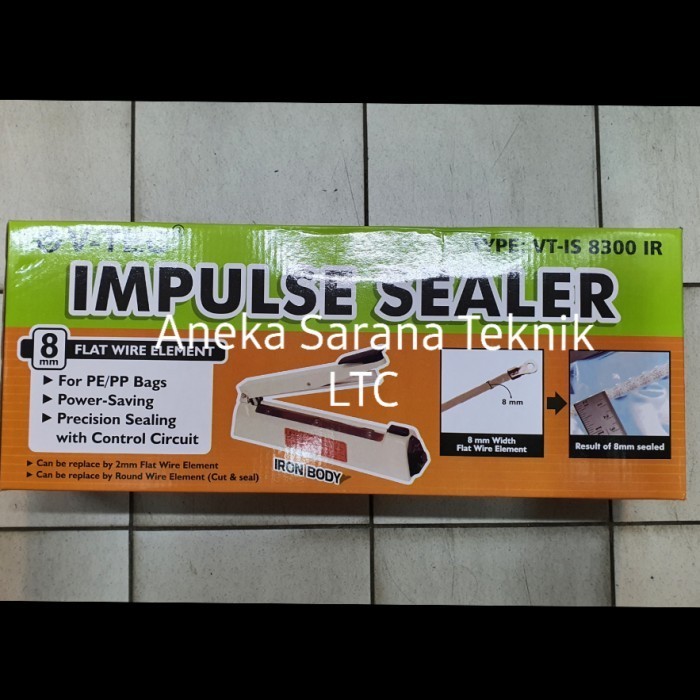 V-TEC®
TYPE: VT-IS 8300 IR
IMPULSE SEALER
Aneka Sarana Teknik
LTC
8 mm
FLAT WIRE ELEMENT
▶ For PE/PP Bags
▶ Power-Saving
▶ Precision Sealing
with Control Circuit
▶ Can be replace by 2mm Flat Wire Element
▶ Can be replace by Round Wire Element (Cut & seal)
IRON BODY
8 mm
8 mm Width
Flat Wire Element
Result of 8mm sealed